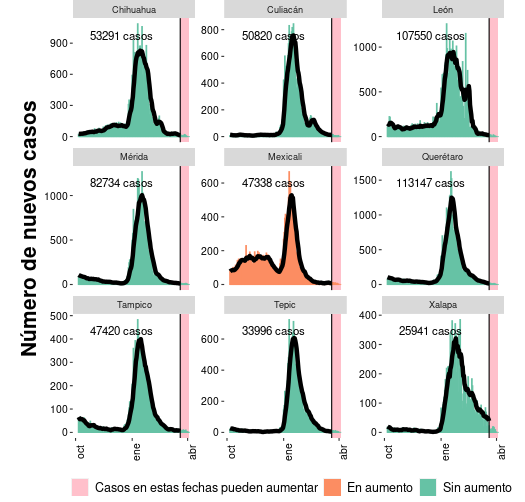 Número de nuevos casos
Chihuahua
53291 casos
900
600
300
0
Culiacán
50820 casos
800
600
400
200
0
León
107550 casos
1000
500
0
Mérida
82734 casos
1000
500
0
Mexicali
47338 casos
600
400
200
0
Querétaro
113147 casos
1500
1000
500
0
Tampico
47420 casos
500
400
300
200
100
0
Tepic
33996 casos
600
400
200
0
Xalapa
25941 casos
400
300
200
100
0
oct ene abr
oct ene abr
oct ene abr
Casos en estas fechas pueden aumentar En aumento Sin aumento